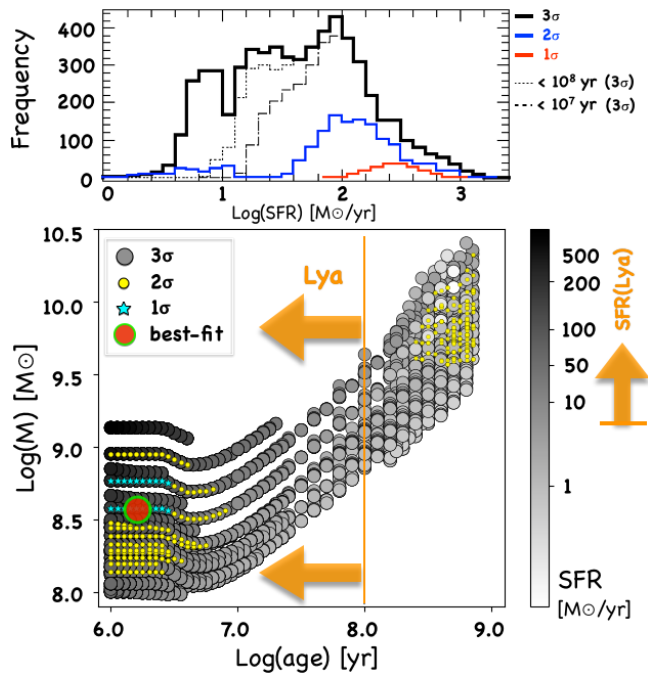 400
300
200
100
0
Frequency
0
1
2
3
Log(SFR) [M⊙/yr]
3σ
2σ
1σ
< 10⁸ yr (3σ)
< 10⁷ yr (3σ)
10.5
10.0
9.5
9.0
8.5
8.0
Log(M) [M⊙]
3σ
2σ
1σ
best-fit
Lya
6.0
7.0
8.0
9.0
Log(age) [yr]
500
200
100
50
10
1
SFR
[M⊙/yr]
SFR(Lya)